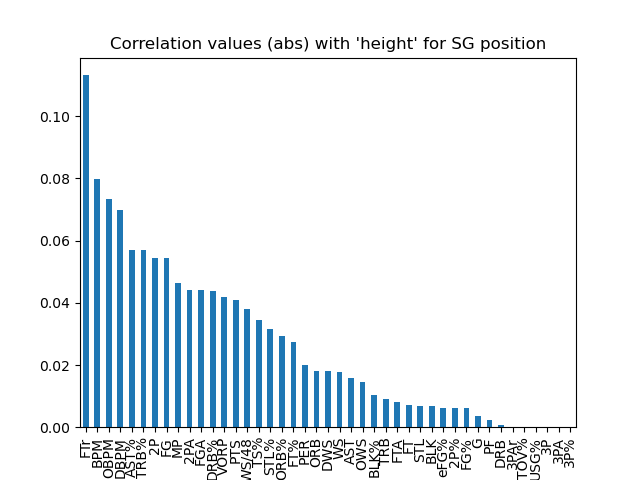 Correlation values (abs) with 'height' for SG position
0.10
0.08
0.06
0.04
0.02
0.00
FTr
BPM
OBPM
DBPM
AST%
TRB%
2P
FG
MP
2PA
FGA
DRB%
VORP
PTS
WS/48
TS%
STL%
ORB%
FT%
PER
ORB
DWS
WS
AST
OWS
BLK%
TRB
FTA
FT
STL
BLK
eFG%
2P%
FG%
G
PF
DRB
3PAr
TOV%
USG%
3P
3PA
3P%